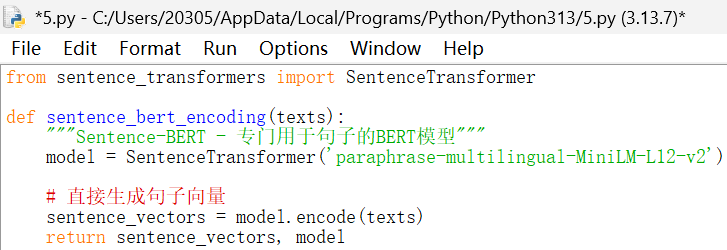 *5.py - C:/Users/20305/AppData/Local/Programs/Python/Python313/5.py (3.13.7)*
File Edit Format Run Options Window Help
from sentence_transformers import SentenceTransformer
def sentence_bert_encoding(texts):
    """Sentence-BERT - 专门用于句子的BERT模型"""
    model = SentenceTransformer('paraphrase-multilingual-MiniLM-L12-v2')
    # 直接生成句子向量
    sentence_vectors = model.encode(texts)
    return sentence_vectors, model